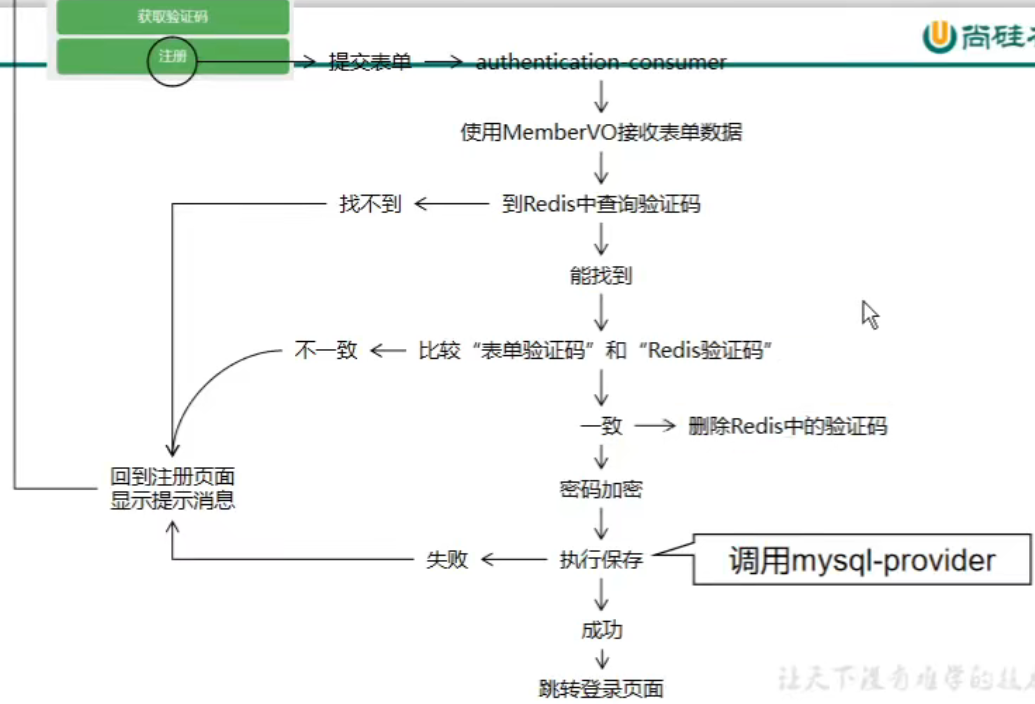 获取验证码
尚硅
注册
提交表单
authentication-consumer
使用MemberVO接收表单数据
找不到
到Redis中查询验证码
能找到
不一致
比较“表单验证码”和“Redis验证码”
一致
删除Redis中的验证码
回到注册页面
显示提示消息
密码加密
失败
执行保存
调用mysql-provider
成功
跳转登录页面
让天下没有难学的技